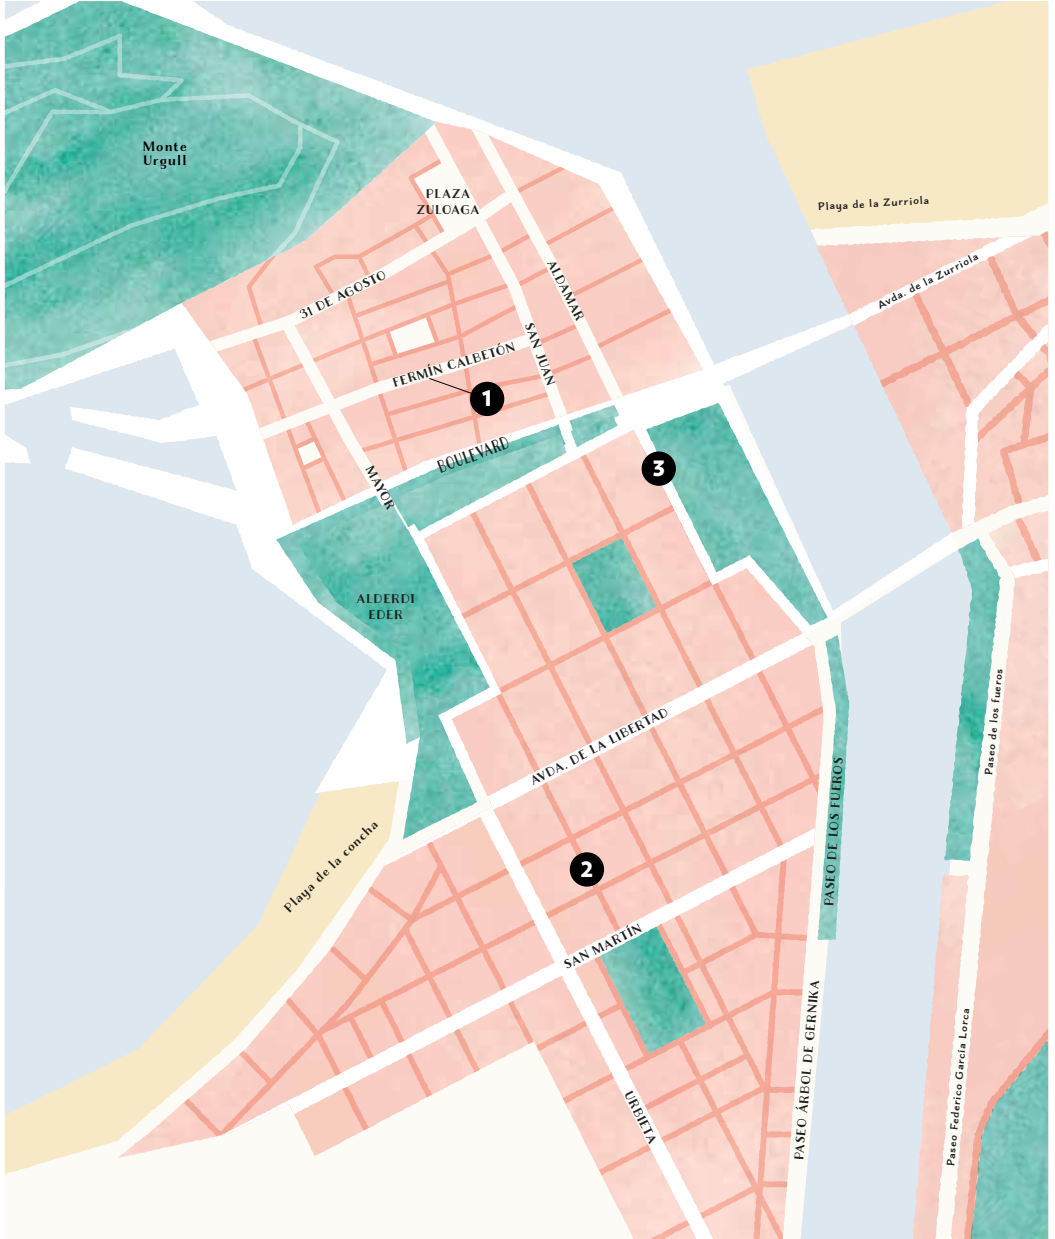 Monte
Urgull
PLAZA
ZULOAGA
Playa de la Zurriola
Avda. de la Zurriola
ALDAMAR
31 DE AGOSTO
SAN JUAN
FERMÍN CALBETÓN
1
BOULEVARD
3
MAYOR
ALDERDI
EDER
AVDA. DE LA LIBERTAD
Paseo de los fueros
PASEO DE LOS FUEROS
Playa de la concha
2
SAN MARTÍN
PASEO ÁRBOL DE GERNIKA
Paseo Federico García Lorca
URBIETA